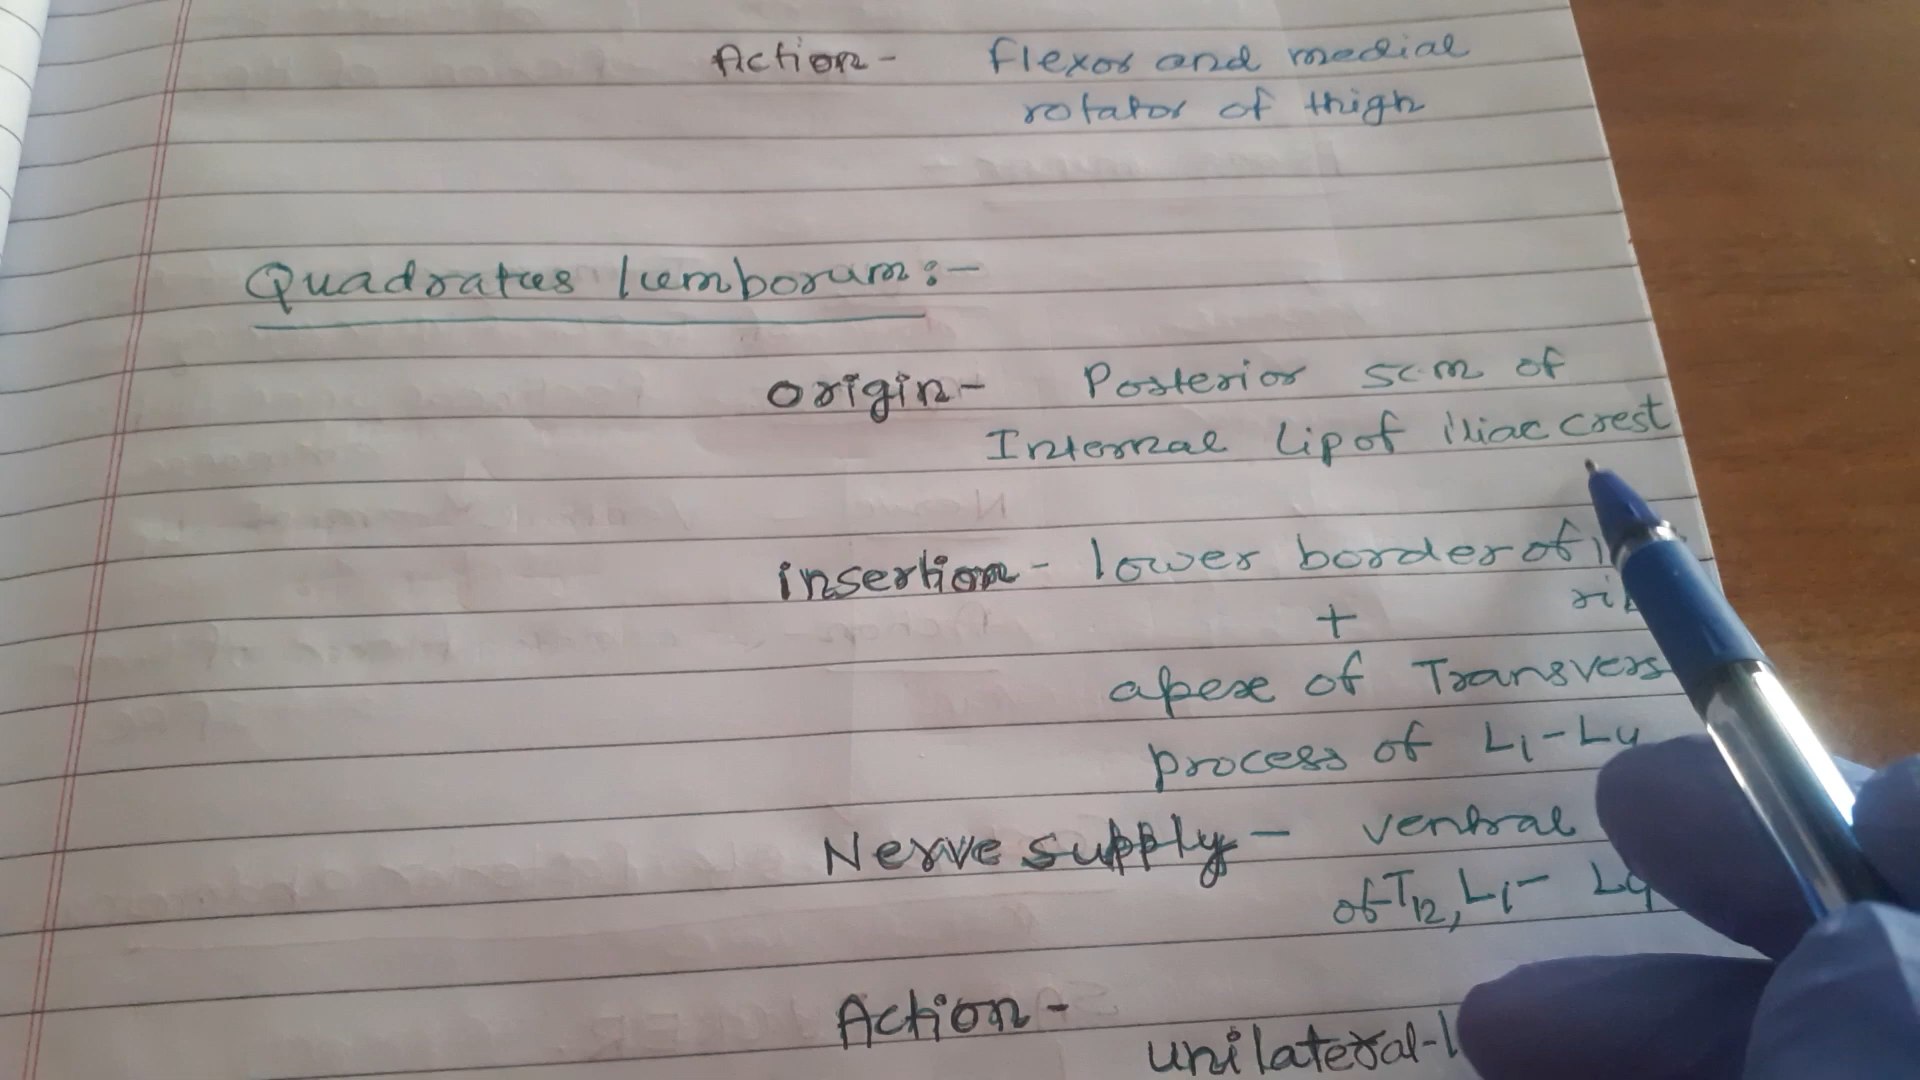 Action - flexor and medial
rotator of thigh
Quadratus lumborum:-
origin- Posterior 5cm of
Internal Lip of iliac crest
insertion - lower border of
+
apex of Transvers
process of L1-L4
Nerve supply - ventral
of T12, L1- L4
Action -
unilateral-